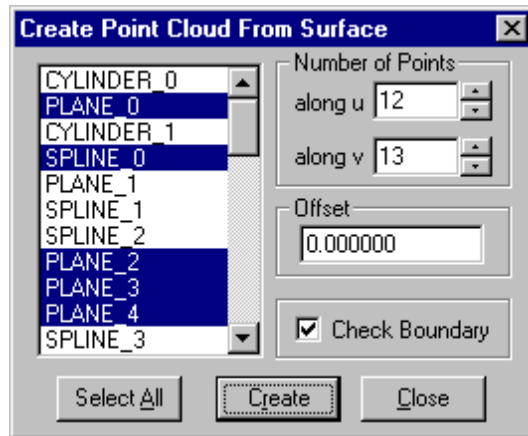 Create Point Cloud From Surface
CYLINDER_0
PLANE_0
CYLINDER_1
SPLINE_0
PLANE_1
SPLINE_1
SPLINE_2
PLANE_2
PLANE_3
PLANE_4
SPLINE_3
Number of Points
along u 12
along v 13
Offset
0.000000
Check Boundary
Select All Create Close